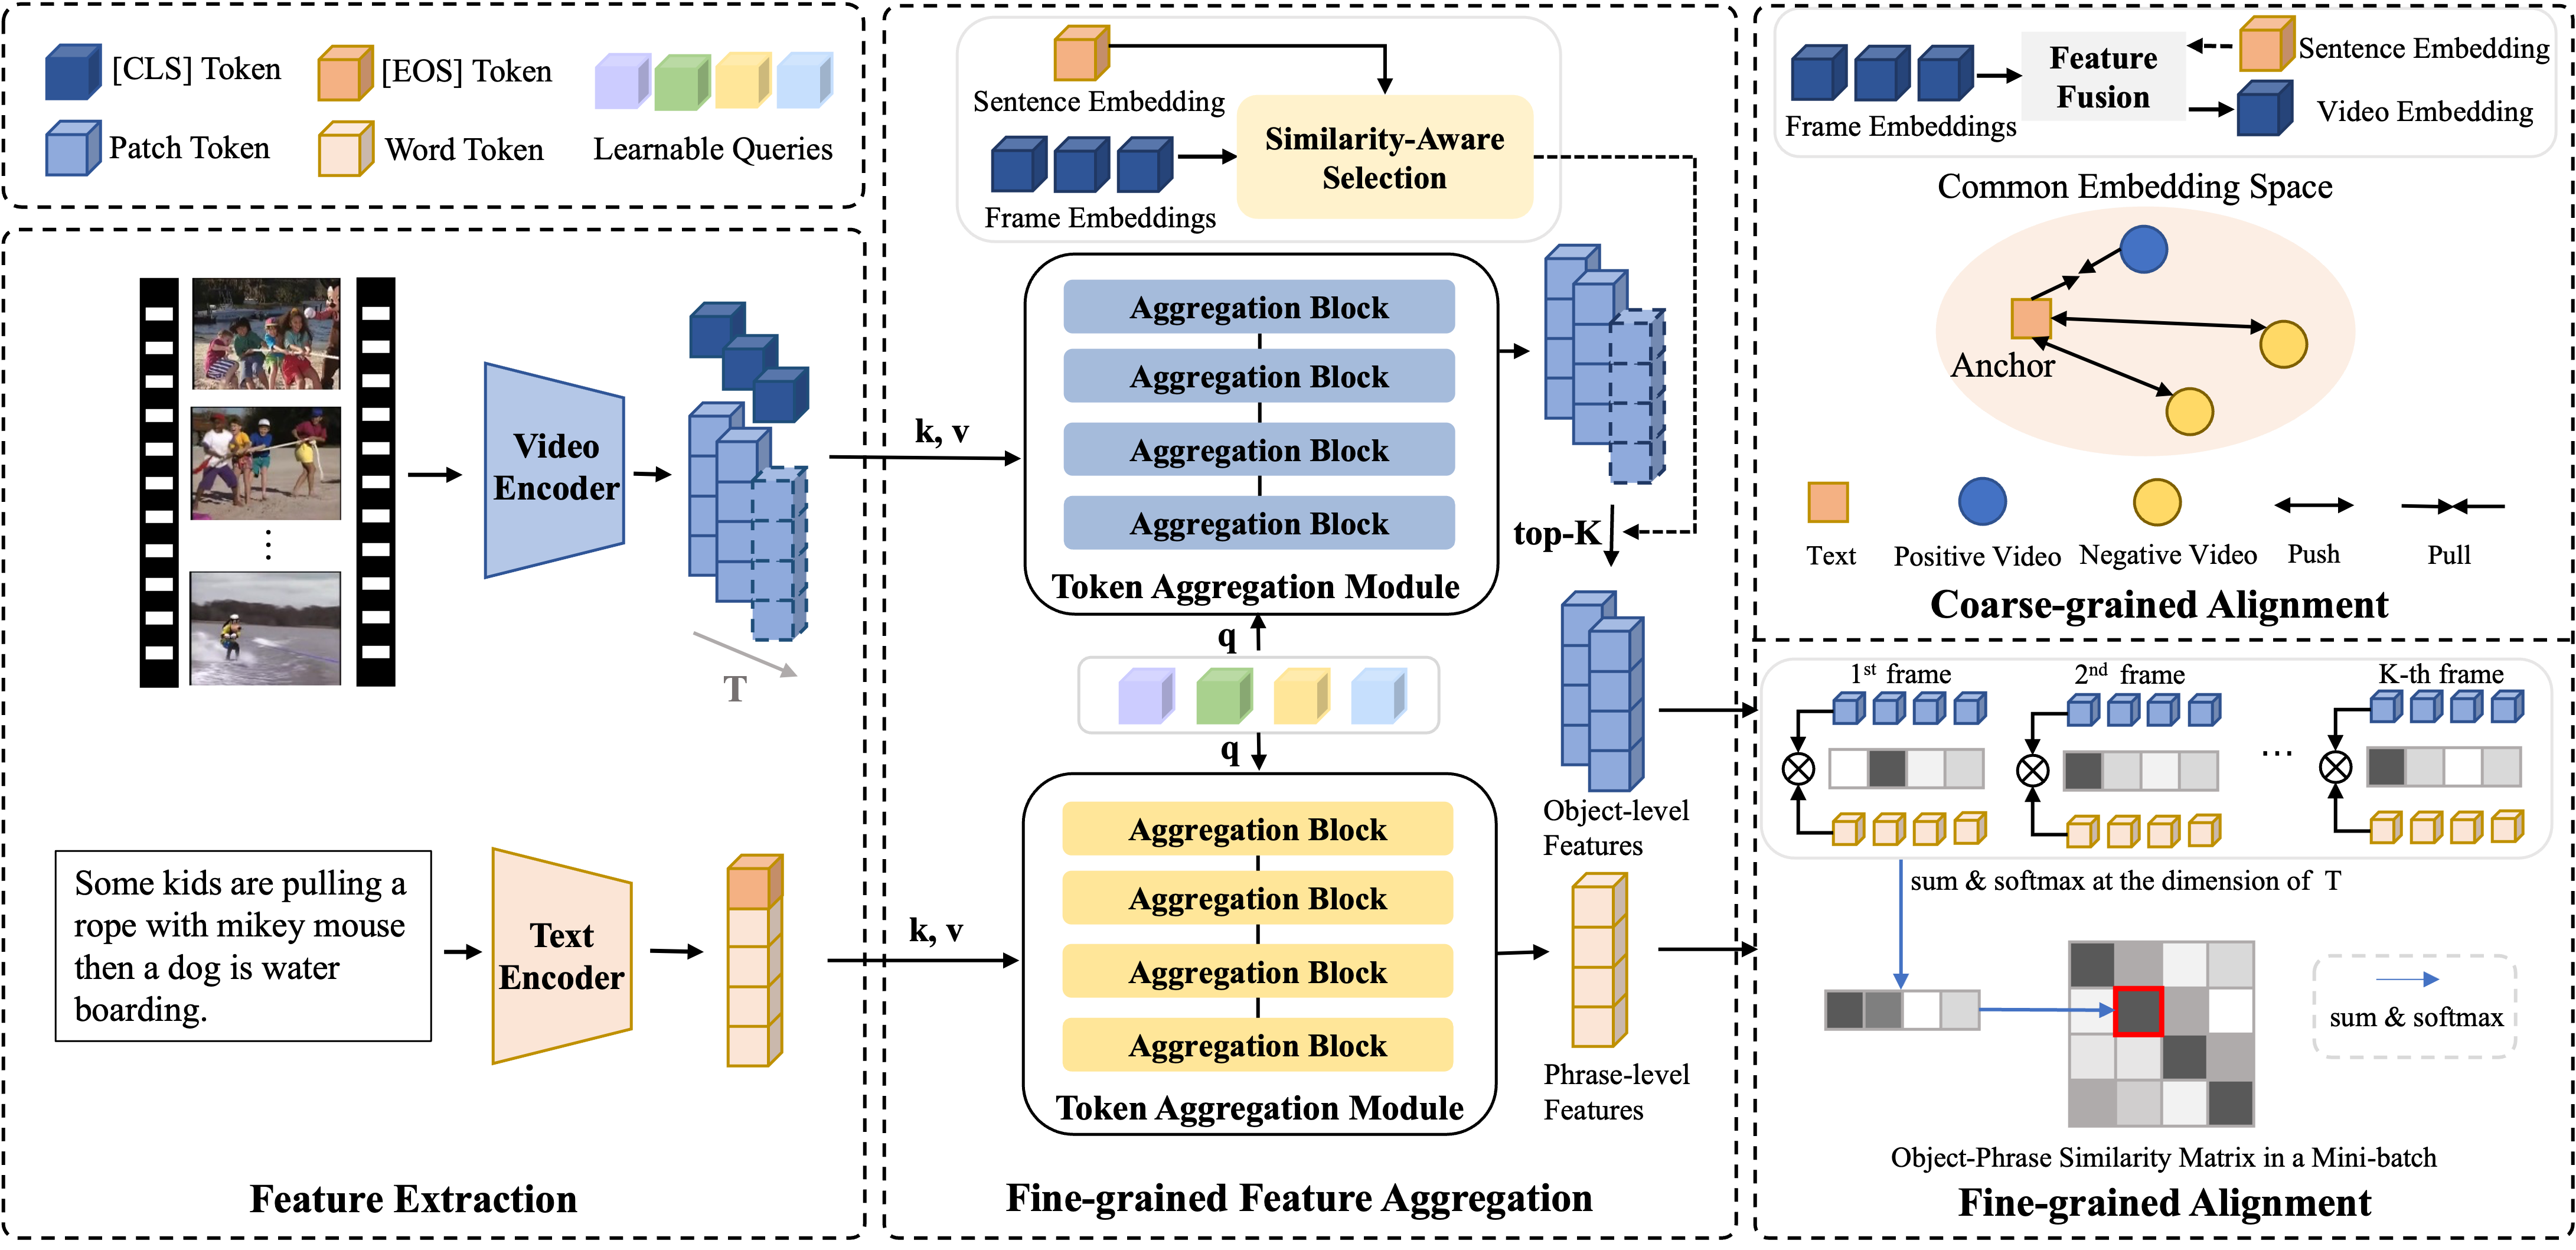 [CLS] Token
[EOS] Token
Patch Token
Word Token
Learnable Queries
Video
Encoder
T
Some kids are pulling a
rope with mikey mouse
then a dog is water
boarding.
Text
Encoder
Feature Extraction
Sentence Embedding
Frame Embeddings
Similarity-Aware
Selection
k, v
Aggregation Block
Aggregation Block
Aggregation Block
Aggregation Block
Token Aggregation Module
top-K
q
q
Object-level
Features
k, v
Aggregation Block
Aggregation Block
Aggregation Block
Aggregation Block
Token Aggregation Module
Phrase-level
Features
Fine-grained Feature Aggregation
Frame Embeddings
Feature
Fusion
Sentence Embedding
Video Embedding
Common Embedding Space
Anchor
Text
Positive Video
Negative Video
Push
Pull
Coarse-grained Alignment
1st frame
2nd frame
...
K-th frame
sum & softmax at the dimension of T
sum & softmax
Object-Phrase Similarity Matrix in a Mini-batch
Fine-grained Alignment